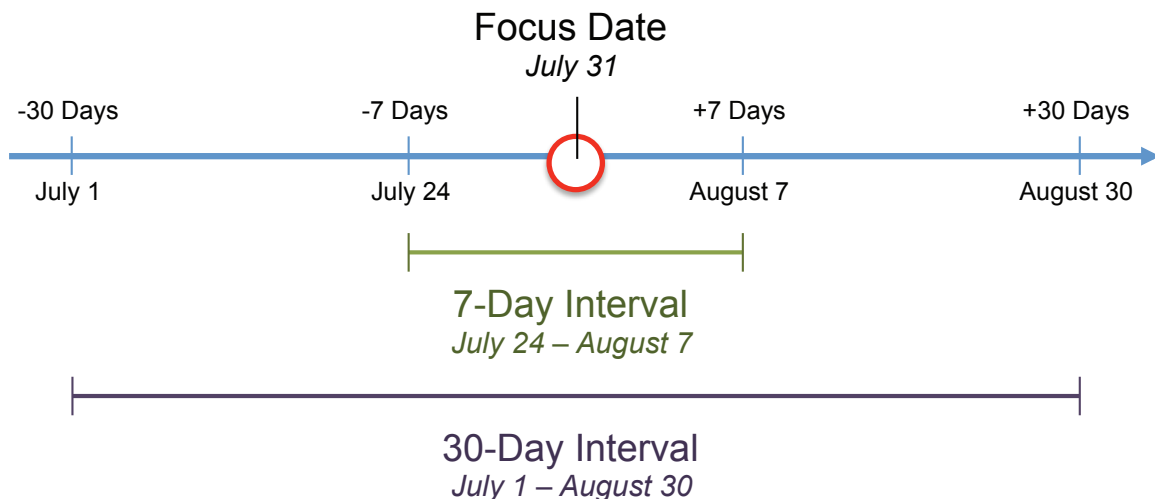 Focus Date
July 31
-30 Days
-7 Days
+7 Days
+30 Days
July 1
July 24
August 7
August 30
7-Day Interval
July 24 – August 7
30-Day Interval
July 1 – August 30